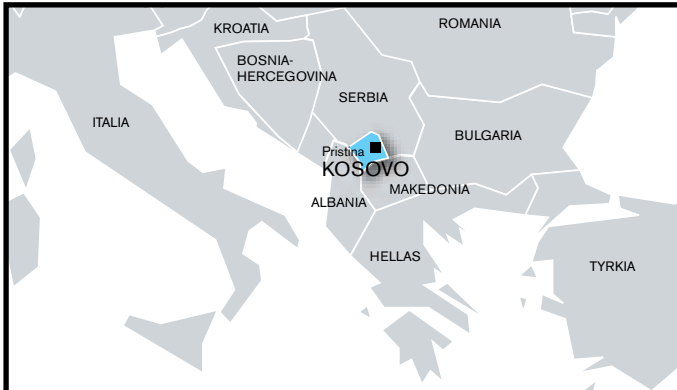 ROMANIA
KROATIA
BOSNIA-
HERCEGOVINA
SERBIA
ITALIA
BULGARIA
Pristina
KOSOVO
MAKEDONIA
ALBANIA
HELLAS
TYRKIA